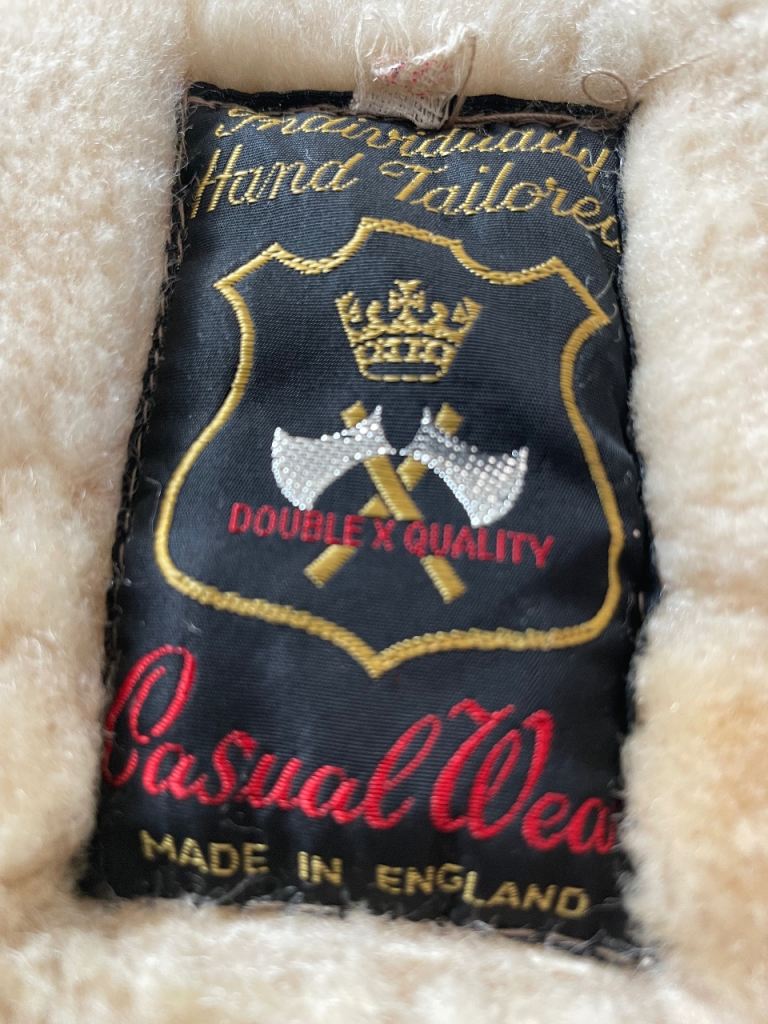 Individually
Hand Tailored
DOUBLE X QUALITY
Casual Wear
MADE IN ENGLAND